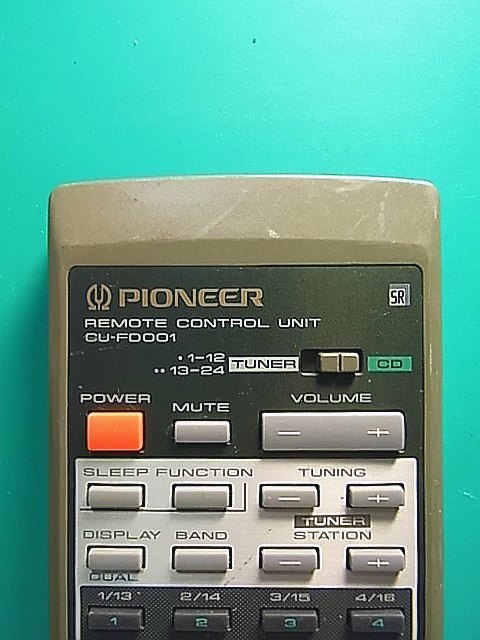 PIONEER SR
REMOTE CONTROL UNIT
CU-FD001
• 1-12
•• 13-24
TUNER CD
POWER MUTE VOLUME
− +
SLEEP FUNCTION TUNING
− +
TUNER
DISPLAY BAND STATION
− +
DUAL
1/13 2/14 3/15 4/16
1 2 3 4